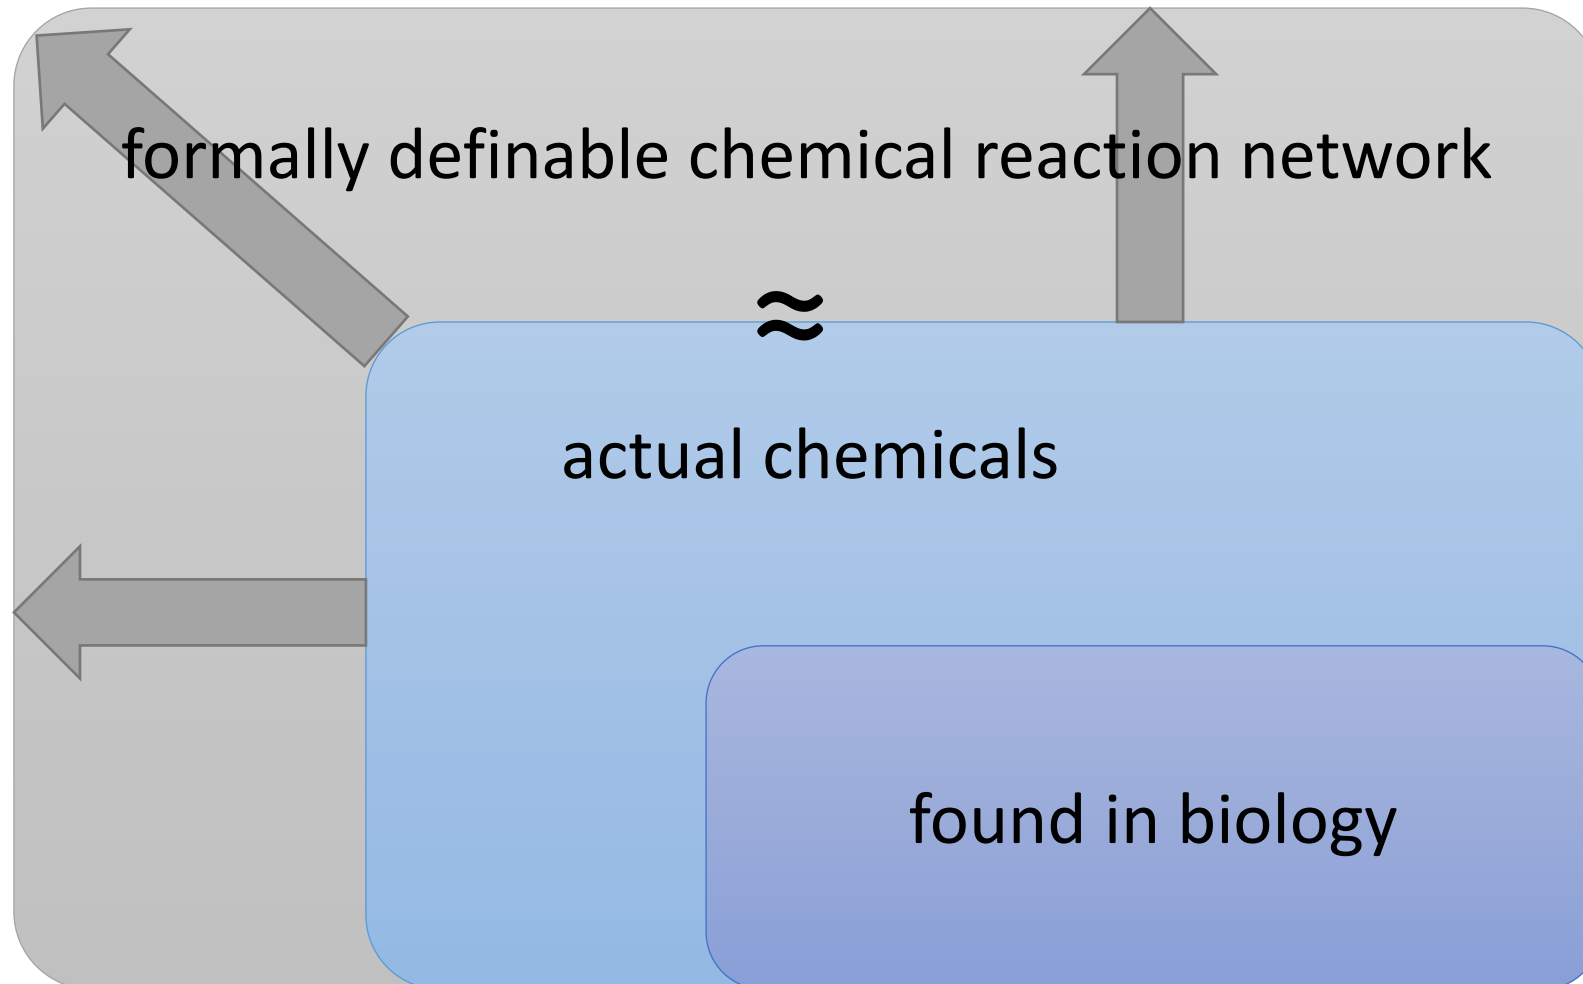 formally definable chemical reaction network
≈
actual chemicals
found in biology